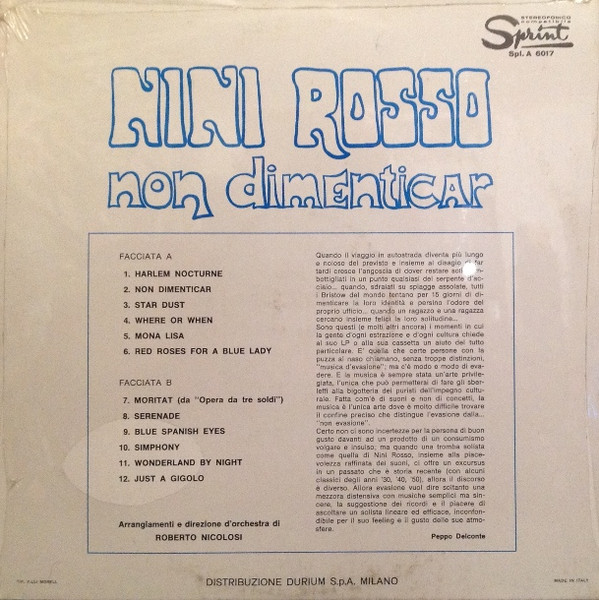 STEREOFONICO
compatibile
Sprint
Spl. A 6017
NINI ROSSO
non dimenticar
FACCIATA A
1. HARLEM NOCTURNE
2. NON DIMENTICAR
3. STAR DUST
4. WHERE OR WHEN
5. MONA LISA
6. RED ROSES FOR A BLUE LADY
FACCIATA B
7. MORITAT (da "Opera da tre soldi")
8. SERENADE
9. BLUE SPANISH EYES
10. SIMPHONY
11. WONDERLAND BY NIGHT
12. JUST A GIGOLO
Arrangiamenti e direzione d'orchestra di
ROBERTO NICOLOSI
Quando il viaggio in autostrada diventa più lungo
e noioso del previsto e insieme al disagio di far
tardi cresce l'angoscia di dover restare
bottigliati in un punto qualsiasi del serpente d'ac-
ciaio... quando, sdraiati su spiagge assolate, tutti
i Bristow del mondo tentano per 15 giorni di di-
menticare la loro identità e persino l'odore del
proprio ufficio... quando un ragazzo e una ragazza
cercano insieme felici la loro solitudine...
Sono questi (e molti altri ancora) i momenti in cui
la gente d'ogni estrazione e d'ogni cultura chiede
al suo LP o alla sua cassetta un aiuto del tutto
particolare. E' quella che certe persone con la
puzza al naso chiamano, senza troppe distinzioni,
"musica d'evasione"; ma c'è modo e modo di eva-
dere. E la musica è sempre stata un'arte privile-
giata, l'unica che può permettersi di fare gli sber-
leffi alla bigotteria dei puristi dell'impegno cultu-
rale. Fatta com'è di suoni e non di concetti, la
musica è l'unica arte dove è molto difficile trovare
il confine preciso che distingue l'evasione dalla...
"non evasione".
Certo non ci sono incertezze per la persona di buon
gusto davanti ad un prodotto di un consumismo
volgare e insulso; ma quando una tromba solista
come quella di Nini Rosso, insieme alla piace-
volezza raffinata dei suoni, ci offre un excursus
in un passato che è storia recente (con alcuni
classici degli anni '30, '40, '50), allora il discorso
è diverso. Allora evasione vuol dire soltanto una
mezzora distensiva con musiche semplici ma sin-
cere, la suggestione dei ricordi e il piacere di
ascoltare un solista lineare ed efficace, inconfon-
dibile per il suo feeling e il gusto delle sue atmo-
sfere.
Peppo Delconte
DISTRIBUZIONE DURIUM S.p.A. MILANO
MADE IN ITALY